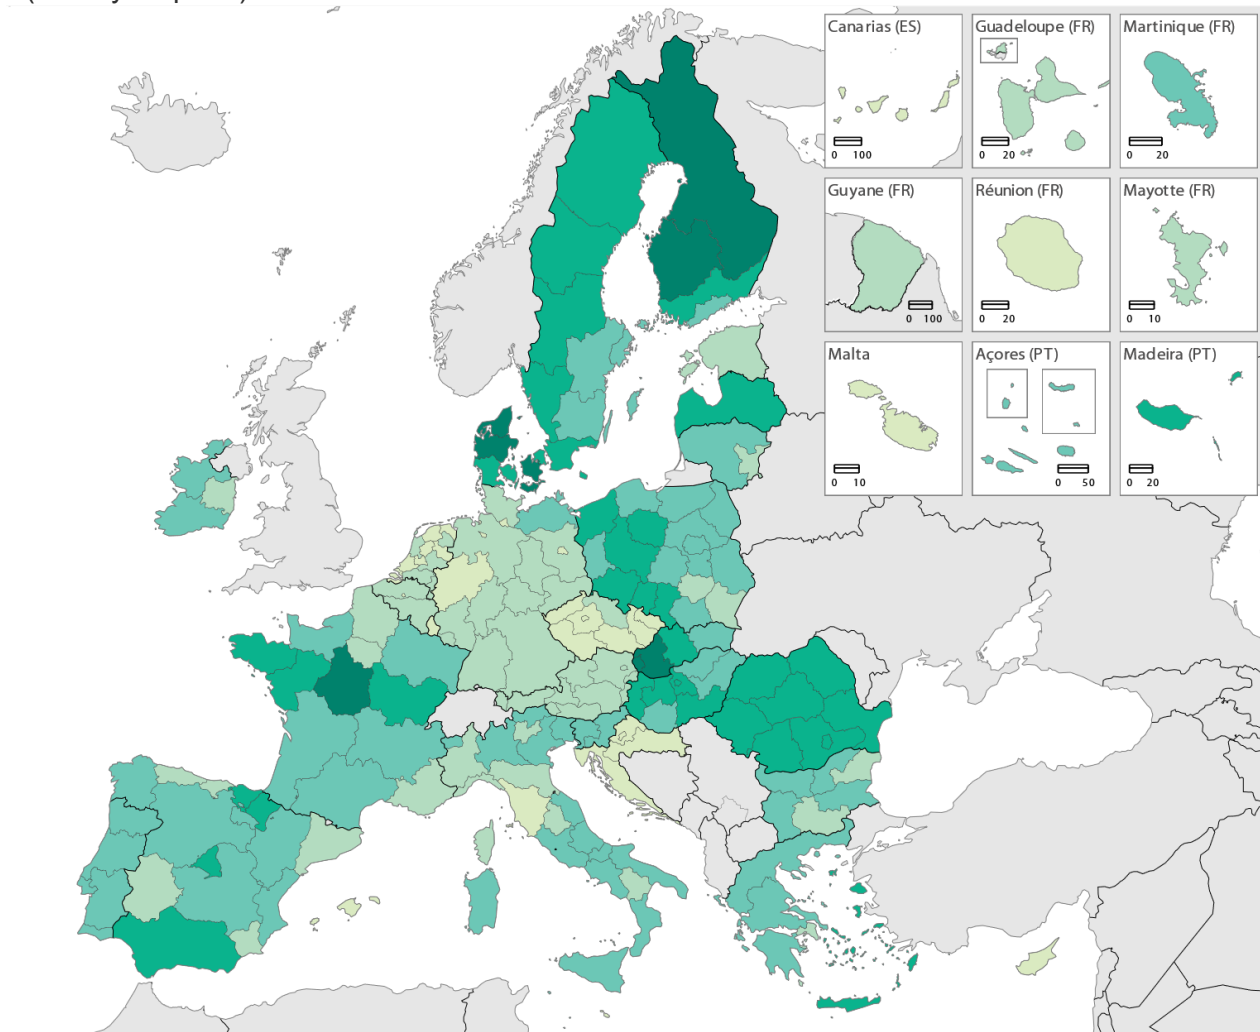 Canarias (ES)
0 100
Guadeloupe (FR)
0 20
Martinique (FR)
0 20
Guyane (FR)
0 100
Réunion (FR)
0 20
Mayotte (FR)
0 10
Malta
0 10
Açores (PT)
0 50
Madeira (PT)
0 20